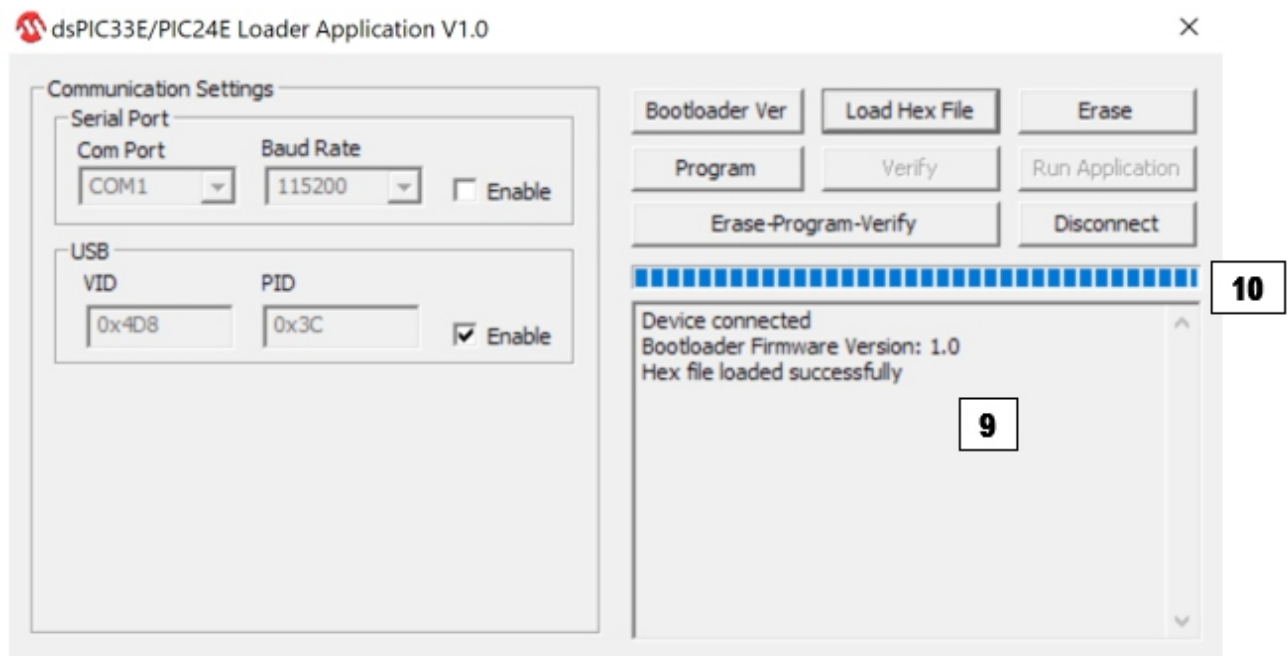 dsPIC33E/PIC24E Loader Application V1.0
Communication Settings
Serial Port
Com Port
Baud Rate
COM1
115200
Enable
USB
VID
PID
0x4D8
0x3C
Enable
Bootloader Ver
Load Hex File
Erase
Program
Verify
Run Application
Erase-Program-Verify
Disconnect
10
Device connected
Bootloader Firmware Version: 1.0
Hex file loaded successfully
9